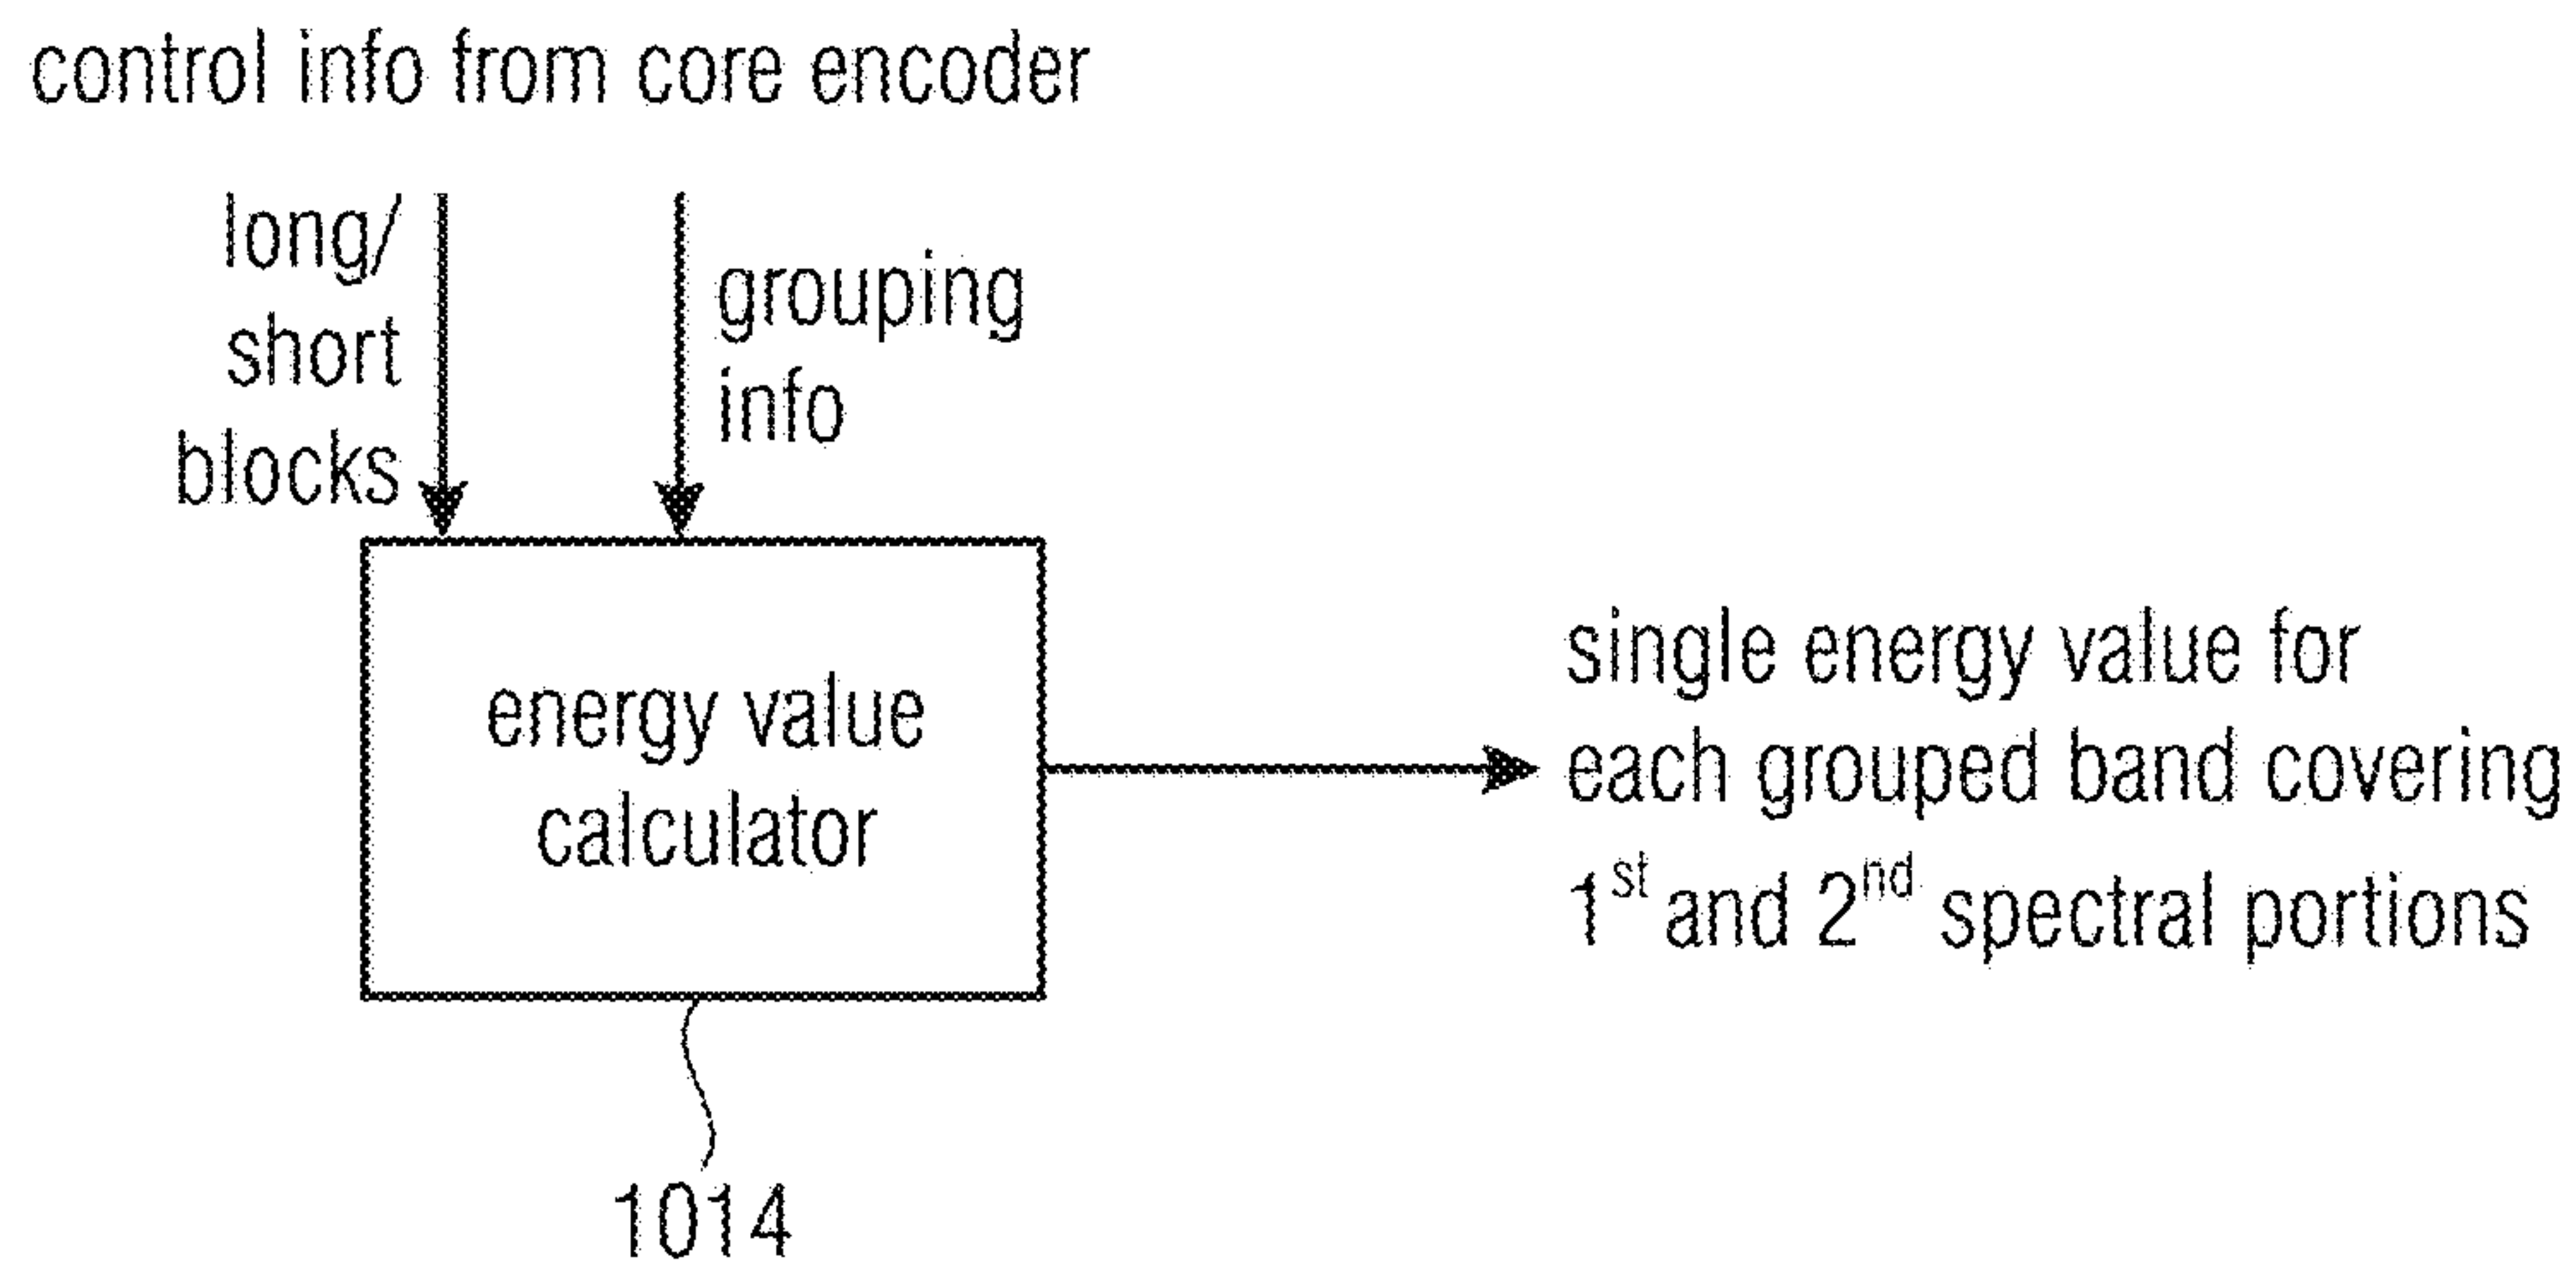 control info from core encoder
long/
short
blocks
grouping
info
energy value
calculator
single energy value for
each grouped band covering
1st and 2nd spectral portions
1014